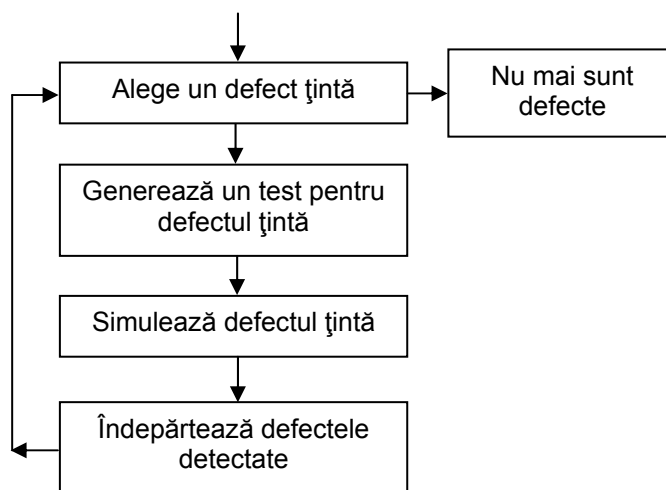 Alege un defect ţintă
Nu mai sunt
defecte
Generează un test pentru
defectul ţintă
Simulează defectul ţintă
Îndepărtează defectele
detectate